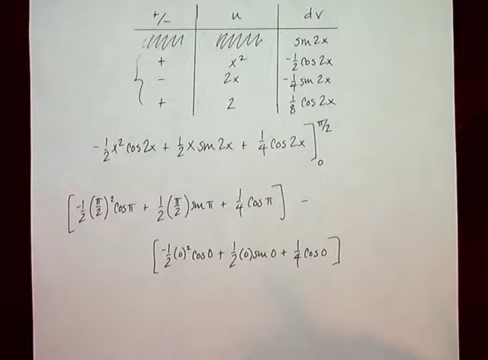 +/- u dv
sin 2x
+ x² -½ cos 2x
- 2x -¼ sin 2x
+ 2 ⅛ cos 2x
-½ x² cos 2x + ½ x sin 2x + ¼ cos 2x ]₀^(π/2)
[ -½ (π/2)² cos π + ½ (π/2) sin π + ¼ cos π ] -
[ -½ (0)² cos 0 + ½ (0) sin 0 + ¼ cos 0 ]